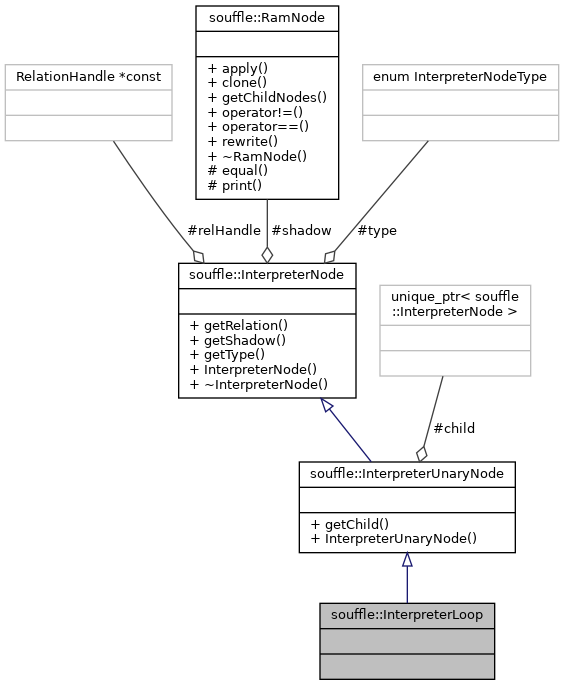 souffle::RamNode
+ apply()
+ clone()
+ getChildNodes()
+ operator!=()
+ operator==()
+ rewrite()
+ ~RamNode()
# equal()
# print()
RelationHandle *const
enum InterpreterNodeType
#relHandle
#shadow
#type
souffle::InterpreterNode
+ getRelation()
+ getShadow()
+ getType()
+ InterpreterNode()
+ ~InterpreterNode()
unique_ptr< souffle
::InterpreterNode >
#child
souffle::InterpreterUnaryNode
+ getChild()
+ InterpreterUnaryNode()
souffle::InterpreterLoop